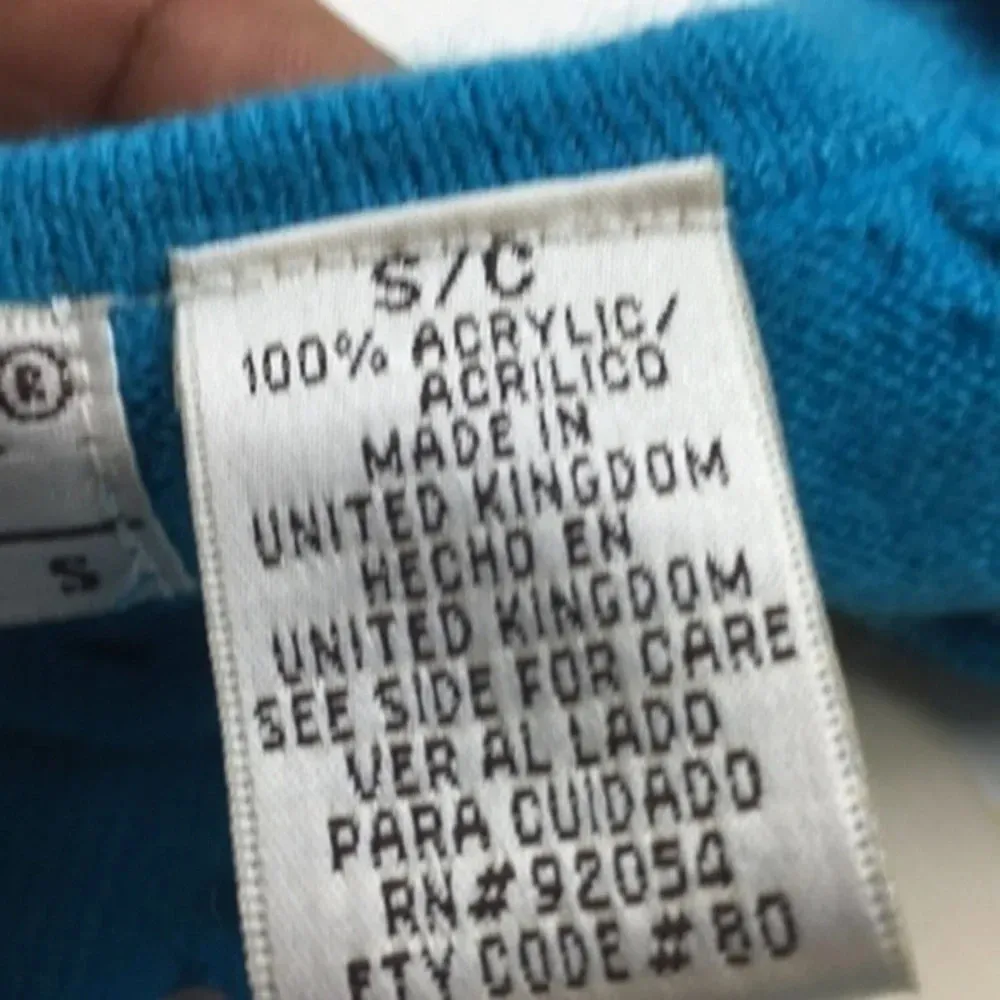 ®
S
S/C
100% ACRYLIC/
ACRILICO
MADE IN
UNITED KINGDOM
HECHO EN
UNITED KINGDOM
SEE SIDE FOR CARE
VER AL LADO
PARA CUIDADO
RN#92054
FTY CODE #80